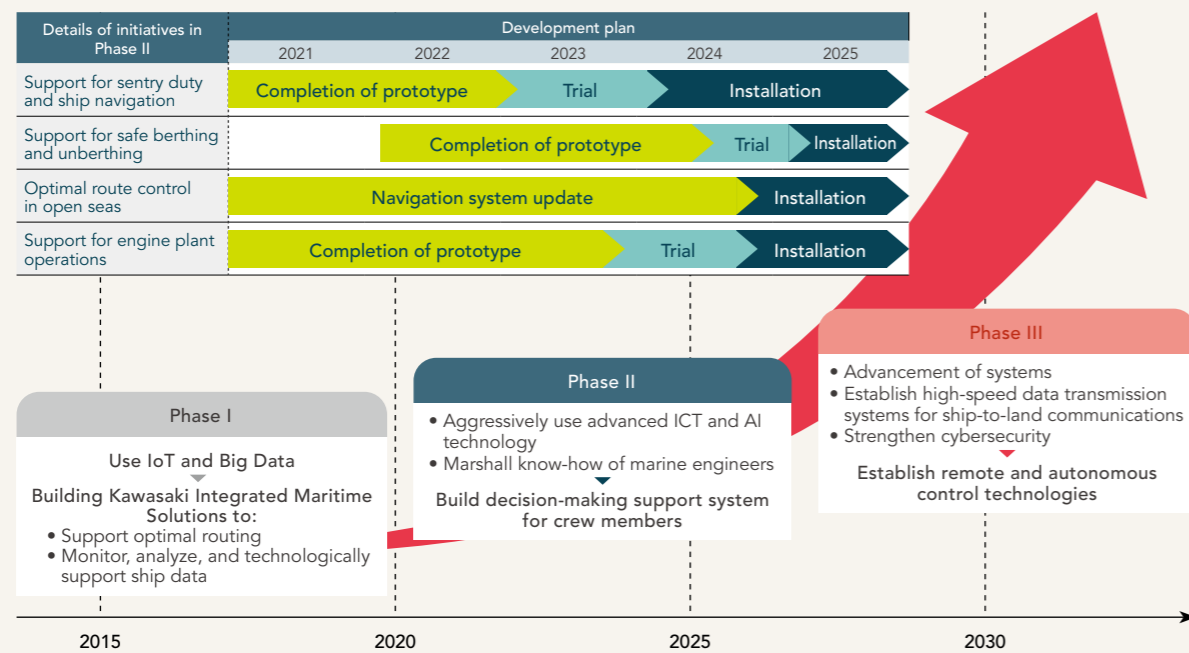 Details of initiatives in
Phase II
Development plan
2021 2022 2023 2024 2025
Support for sentry duty
and ship navigation
Completion of prototype Trial Installation
Support for safe berthing
and unberthing
Completion of prototype Trial Installation
Optimal route control
in open seas
Navigation system update Installation
Support for engine plant
operations
Completion of prototype Trial Installation
Phase I
Use IoT and Big Data
Building Kawasaki Integrated Maritime
Solutions to:
• Support optimal routing
• Monitor, analyze, and technologically
support ship data
Phase II
• Aggressively use advanced ICT and AI
technology
• Marshall know-how of marine engineers
Build decision-making support system
for crew members
Phase III
• Advancement of systems
• Establish high-speed data transmission
systems for ship-to-land communications
• Strengthen cybersecurity
Establish remote and autonomous
control technologies
2015 2020 2025 2030